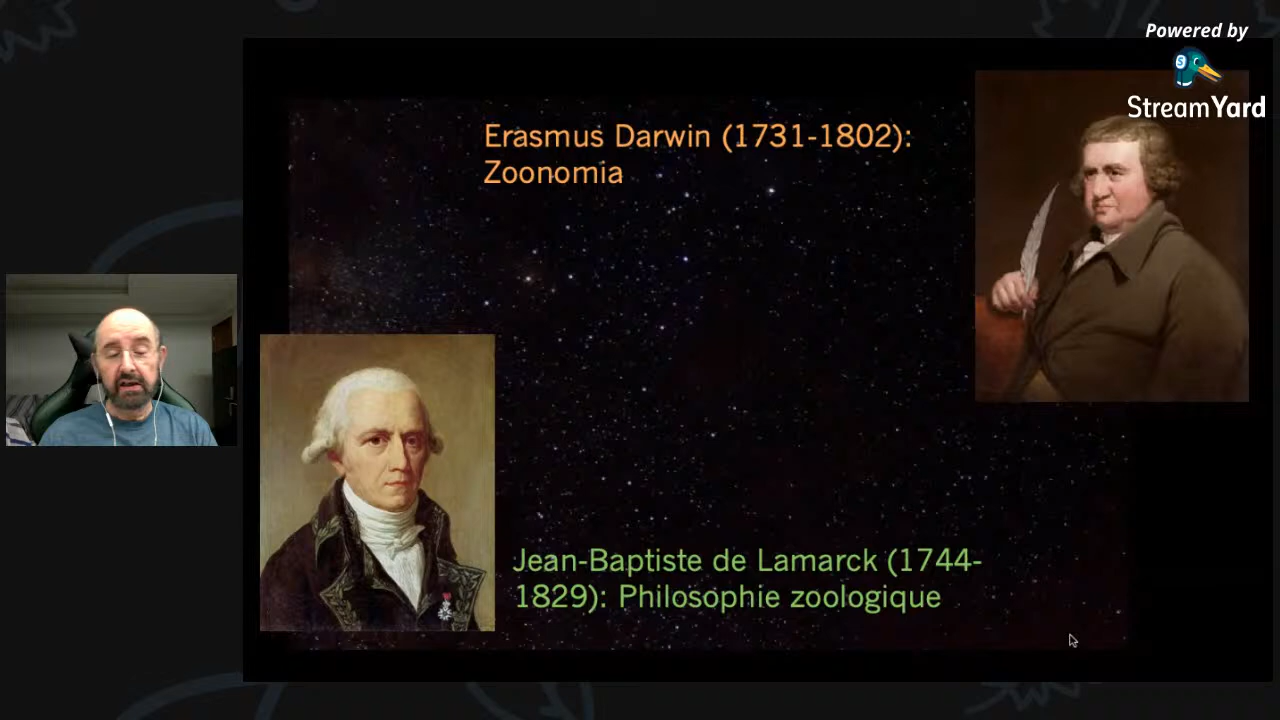 Powered by
StreamYard
Erasmus Darwin (1731-1802):
Zoonomia
Jean-Baptiste de Lamarck (1744-
1829): Philosophie zoologique